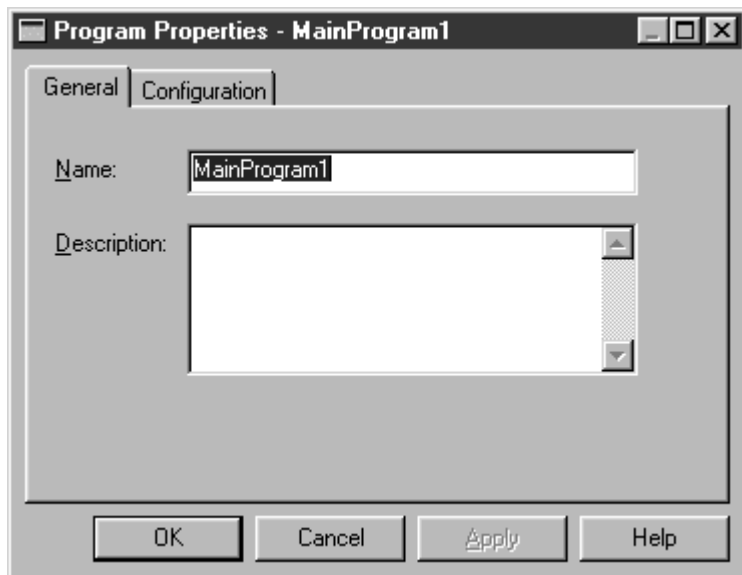 Program Properties - MainProgram1
General Configuration
Name: MainProgram1
Description:
OK Cancel Apply Help